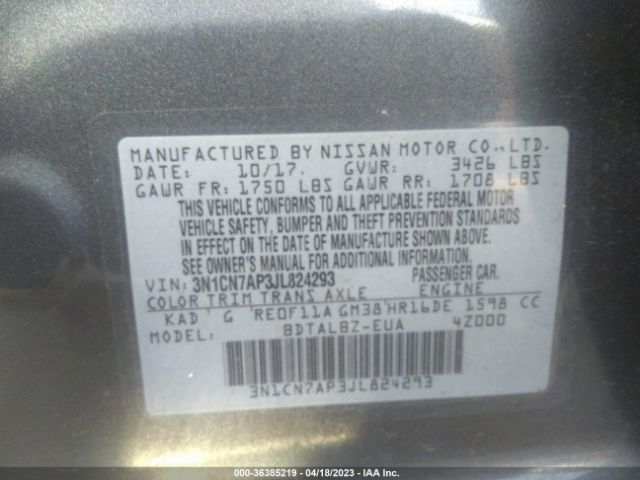 MANUFACTURED BY NISSAN MOTOR CO.,LTD.
DATE: 10/17. GVWR: 3426 LBS
GAWR FR: 1750 LBS GAWR RR: 1708 LBS
THIS VEHICLE CONFORMS TO ALL APPLICABLE FEDERAL MOTOR
VEHICLE SAFETY, BUMPER AND THEFT PREVENTION STANDARDS
IN EFFECT ON THE DATE OF MANUFACTURE SHOWN ABOVE.
SEE OWNER'S MANUAL FOR ADDITIONAL INFORMATION.
VIN: 3N1CN7AP3JL824293 PASSENGER CAR.
COLOR TRIM TRANS AXLE ENGINE
KAD G RE0F11A GM38 HR16DE 1598 CC
MODEL: BDTALBZ-EUA 4Z000
3N1CN7AP3JL824293
000-36385219 - 04/18/2023 - IAA Inc.